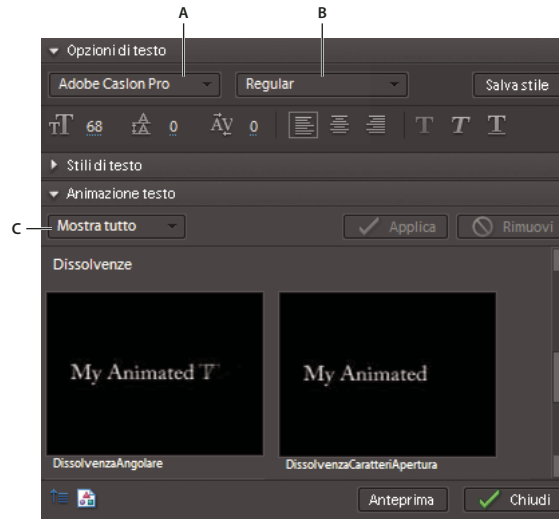 A
B
Opzioni di testo
Adobe Caslon Pro
Regular
Salva stile
68
0
0
Stili di testo
Animazione testo
C
Mostra tutto
Applica
Rimuovi
Dissolvenze
My Animated T
My Animated
DissolvenzaAngolare
DissolvenzaCaratteriApertura
Anteprima
Chiudi